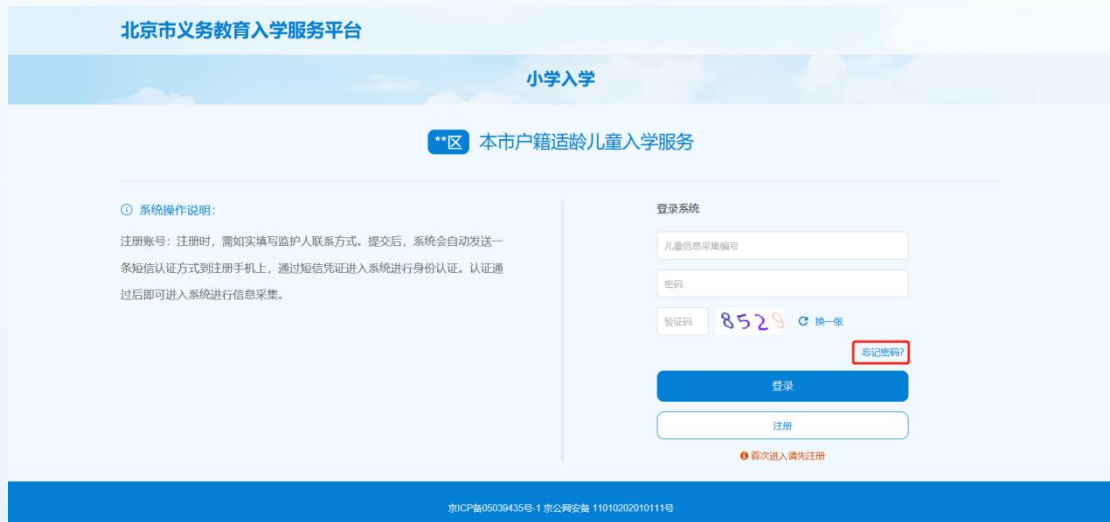 北京市义务教育入学服务平台
小学入学
**区 本市户籍适龄儿童入学服务
系统操作说明：
注册账号：注册时，需如实填写监护人联系方式。提交后，系统会自动发送一
条短信认证方式到注册手机上，通过短信凭证进入系统进行身份认证。认证通
过后即可进入系统进行信息采集。
登录系统
儿童信息采集编号
密码
验证码 8529 换一张
忘记密码?
登录
注册
首次进入请先注册
京ICP备05039435号-1 京公网安备 11010202010111号